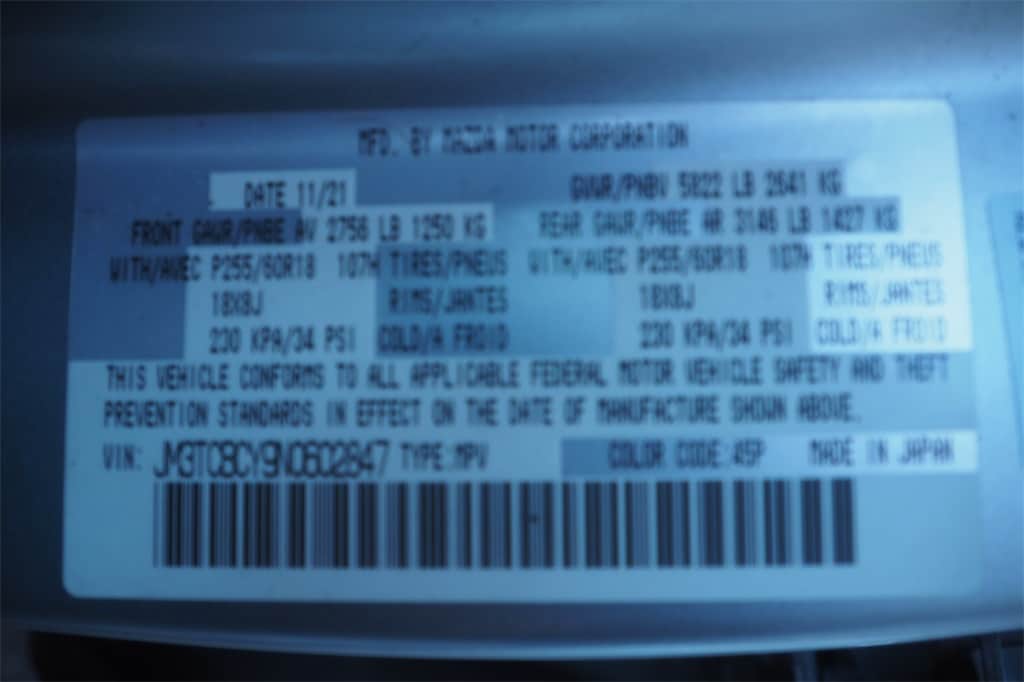 MFD. BY MAZDA MOTOR CORPORATION
DATE 11/21 GVWR/PNBV 5822 LB 2641 KG
FRONT GAWR/PNBE AV 2756 LB 1250 KG REAR GAWR/PNBE AR 3146 LB 1427 KG
WITH/AVEC P255/60R18 107H TIRES/PNEUS WITH/AVEC P255/60R18 107H TIRES/PNEUS
18X8J RIMS/JANTES 18X8J RIMS/JANTES
230 KPA/34 PSI COLD/A FROID 230 KPA/34 PSI COLD/A FROID
THIS VEHICLE CONFORMS TO ALL APPLICABLE FEDERAL MOTOR VEHICLE SAFETY AND THEFT
PREVENTION STANDARDS IN EFFECT ON THE DATE OF MANUFACTURE SHOWN ABOVE.
VIN: JM3TCBCY9N0602847 TYPE:MPV COLOR CODE:45P MADE IN JAPAN